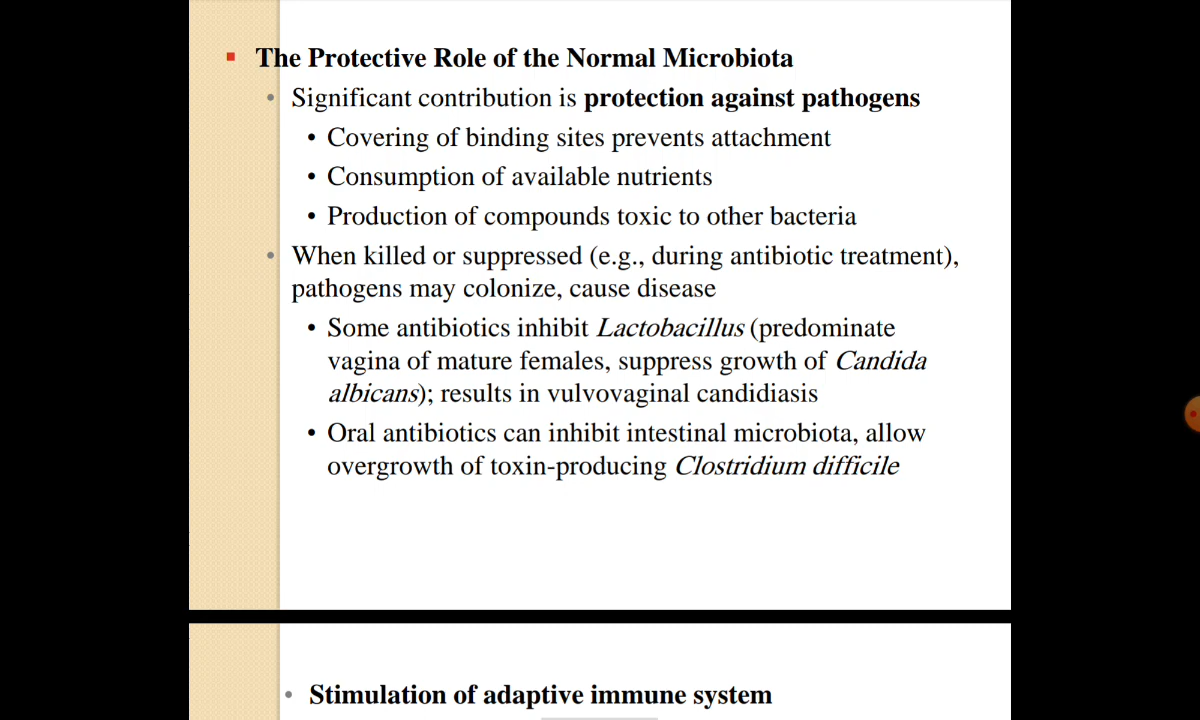 ▪ The Protective Role of the Normal Microbiota
• Significant contribution is protection against pathogens
• Covering of binding sites prevents attachment
• Consumption of available nutrients
• Production of compounds toxic to other bacteria
• When killed or suppressed (e.g., during antibiotic treatment),
pathogens may colonize, cause disease
• Some antibiotics inhibit Lactobacillus (predominate
vagina of mature females, suppress growth of Candida
albicans); results in vulvovaginal candidiasis
• Oral antibiotics can inhibit intestinal microbiota, allow
overgrowth of toxin-producing Clostridium difficile
• Stimulation of adaptive immune system